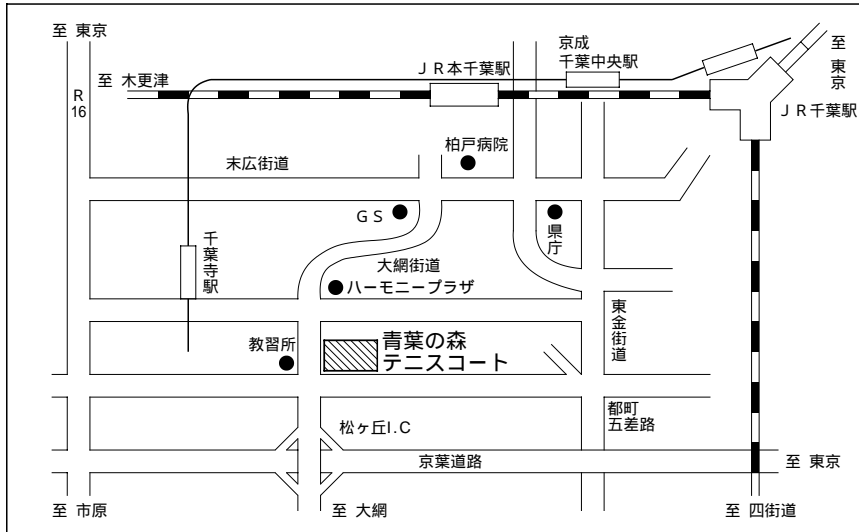 至 東京
京成
千葉中央駅
至 東京
ＪＲ本千葉駅
至 木更津
R
16
ＪＲ千葉駅
柏戸病院
末広街道
ＧＳ
県庁
千葉寺駅
大網街道
ハーモニープラザ
東金街道
教習所
青葉の森
テニスコート
都町
五差路
松ヶ丘I.C
京葉道路
至 東京
至 市原
至 大網
至 四街道